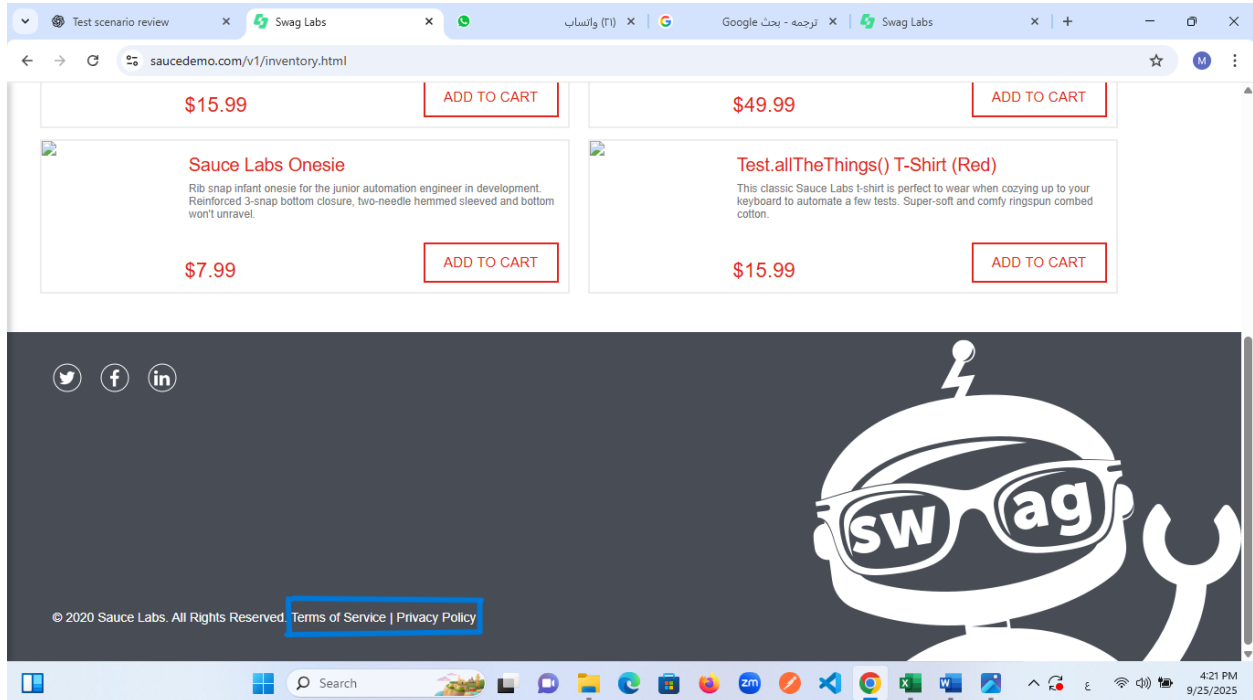 Test scenario review
Swag Labs
(٢١) واتساب
ترجمه - بحث Google
Swag Labs
saucedemo.com/v1/inventory.html
M
$15.99
ADD TO CART
$49.99
ADD TO CART
Sauce Labs Onesie
Rib snap infant onesie for the junior automation engineer in development.
Reinforced 3-snap bottom closure, two-needle hemmed sleeved and bottom
won't unravel.
$7.99
ADD TO CART
Test.allTheThings() T-Shirt (Red)
This classic Sauce Labs t-shirt is perfect to wear when cozying up to your
keyboard to automate a few tests. Super-soft and comfy ringspun combed
cotton.
$15.99
ADD TO CART
swag
© 2020 Sauce Labs. All Rights Reserved. Terms of Service | Privacy Policy
Search
zm
ع
4:21 PM
9/25/2025